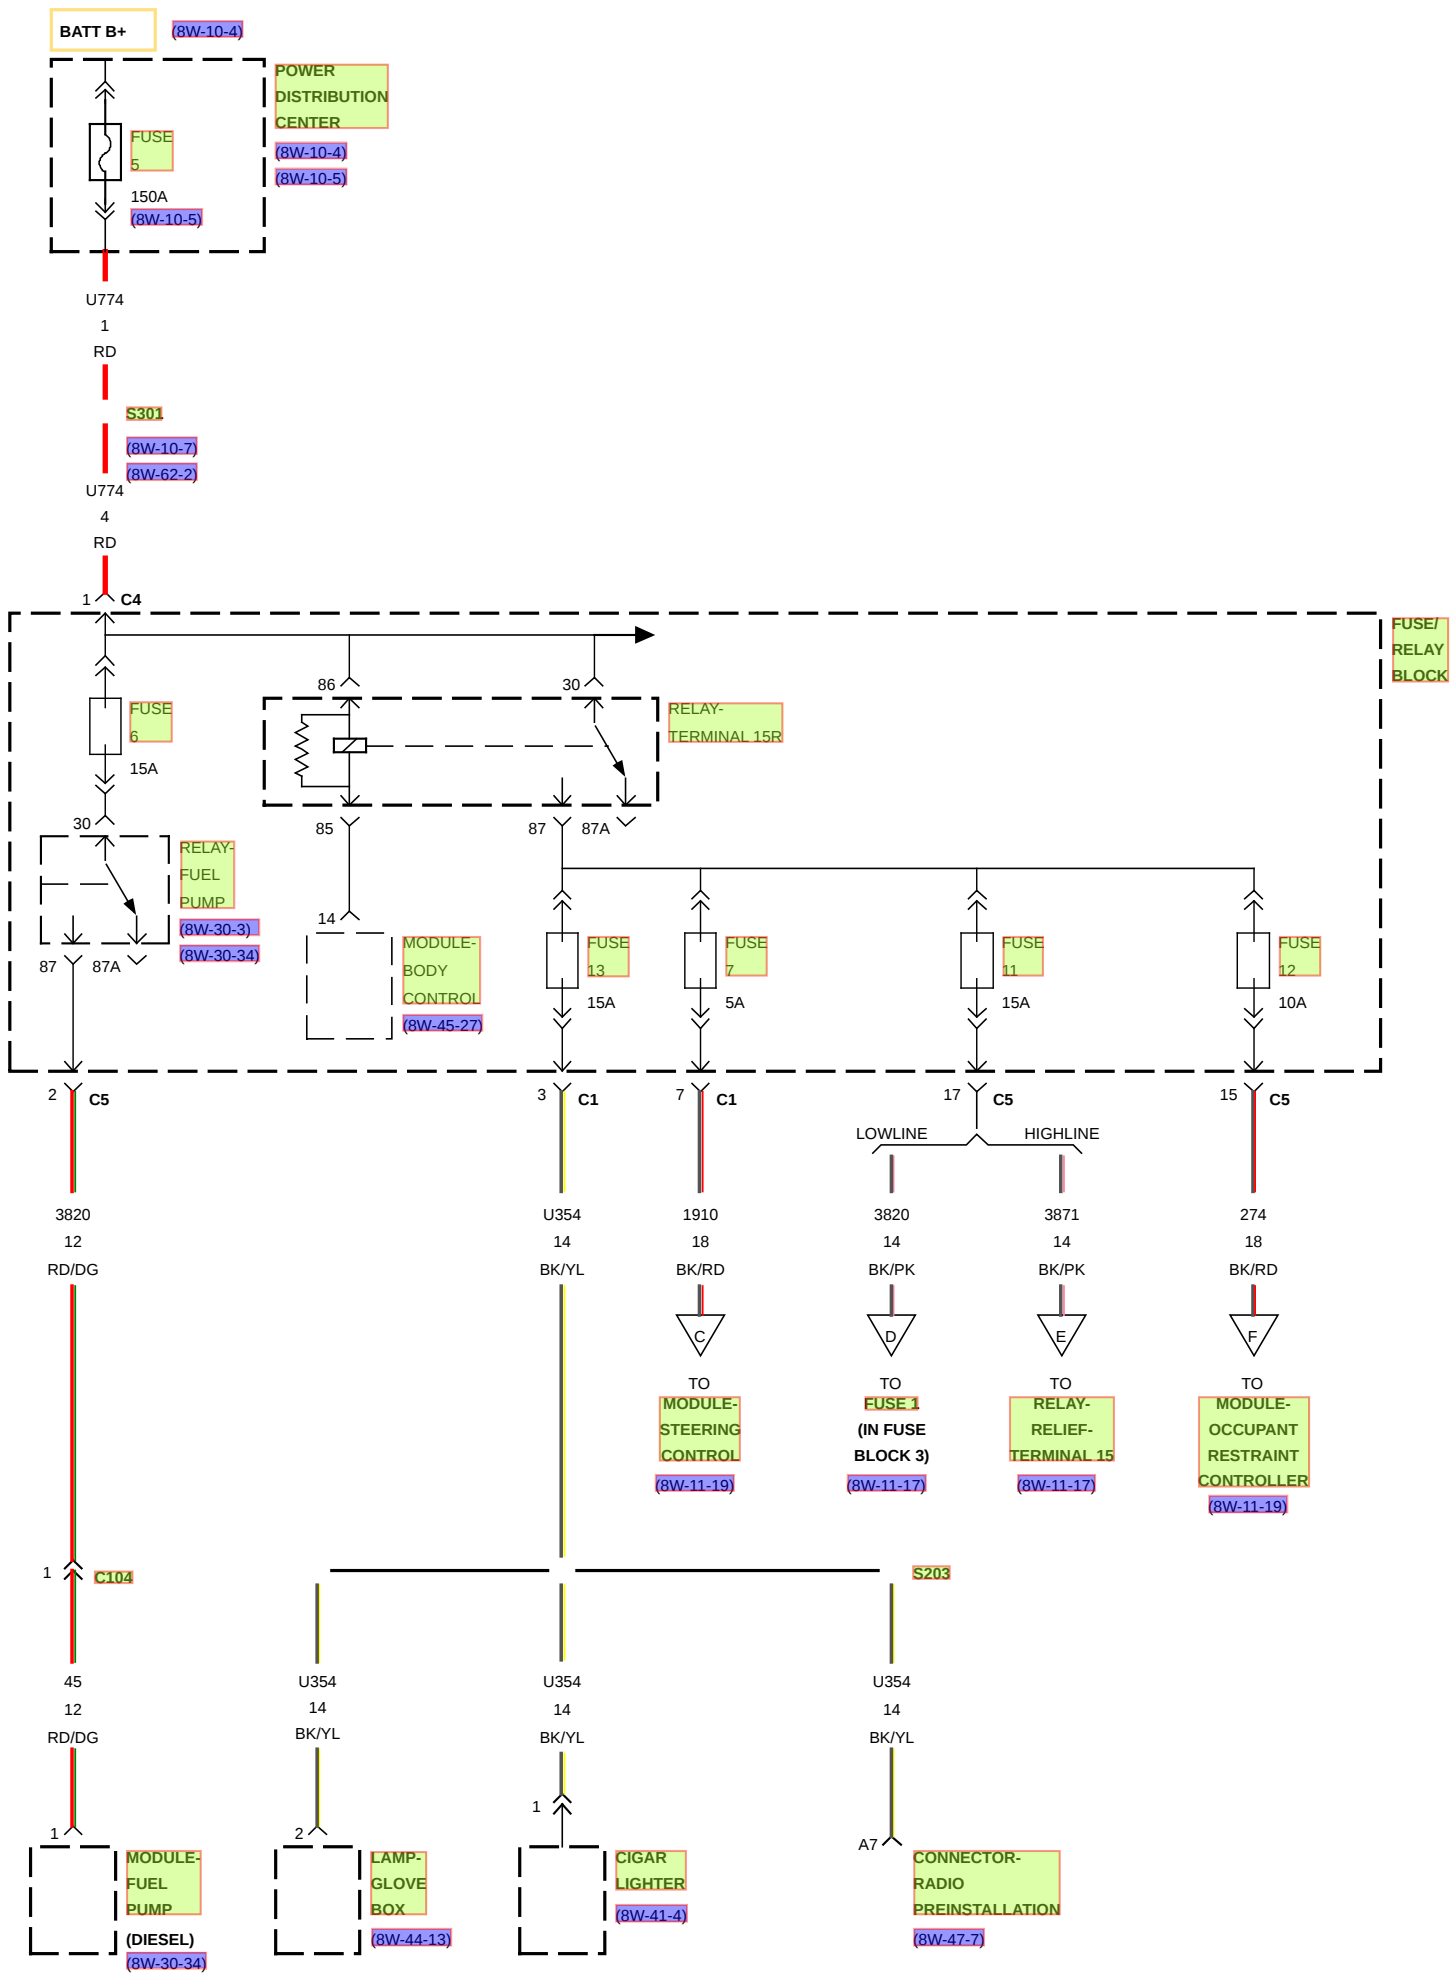 BATT B+
(8W-10-4)
POWER
DISTRIBUTION
CENTER
(8W-10-4)
(8W-10-5)
FUSE
5
150A
(8W-10-5)
U774
1
RD
S301
(8W-10-7)
(8W-62-2)
U774
4
RD
1
C4
FUSE/
RELAY
BLOCK
86
30
FUSE
6
15A
RELAY-
TERMINAL 15R
30
85
87
87A
RELAY-
FUEL
PUMP
(8W-30-3)
(8W-30-34)
87
87A
14
MODULE-
BODY
CONTROL
(8W-45-27)
FUSE
13
15A
FUSE
7
5A
FUSE
11
15A
FUSE
12
10A
2
C5
3
C1
7
C1
17
C5
15
C5
LOWLINE
HIGHLINE
3820
12
RD/DG
U354
14
BK/YL
1910
18
BK/RD
3820
14
BK/PK
3871
14
BK/PK
274
18
BK/RD
C
D
E
F
TO
MODULE-
STEERING
CONTROL
(8W-11-19)
TO
FUSE 1
(IN FUSE
BLOCK 3)
(8W-11-17)
TO
RELAY-
RELIEF-
TERMINAL 15
(8W-11-17)
TO
MODULE-
OCCUPANT
RESTRAINT
CONTROLLER
(8W-11-19)
1
C104
S203
45
12
RD/DG
U354
14
BK/YL
U354
14
BK/YL
U354
14
BK/YL
1
2
1
A7
MODULE-
FUEL
PUMP
(DIESEL)
(8W-30-34)
LAMP-
GLOVE
BOX
(8W-44-13)
CIGAR
LIGHTER
(8W-41-4)
CONNECTOR-
RADIO
PREINSTALLATION
(8W-47-7)